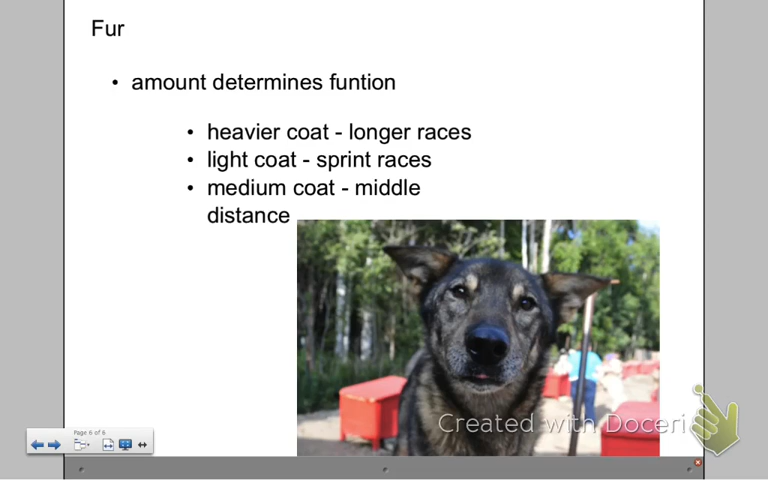 Fur
• amount determines funtion
• heavier coat - longer races
• light coat - sprint races
• medium coat - middle
distance
Created with Doceri
Page 6 of 6